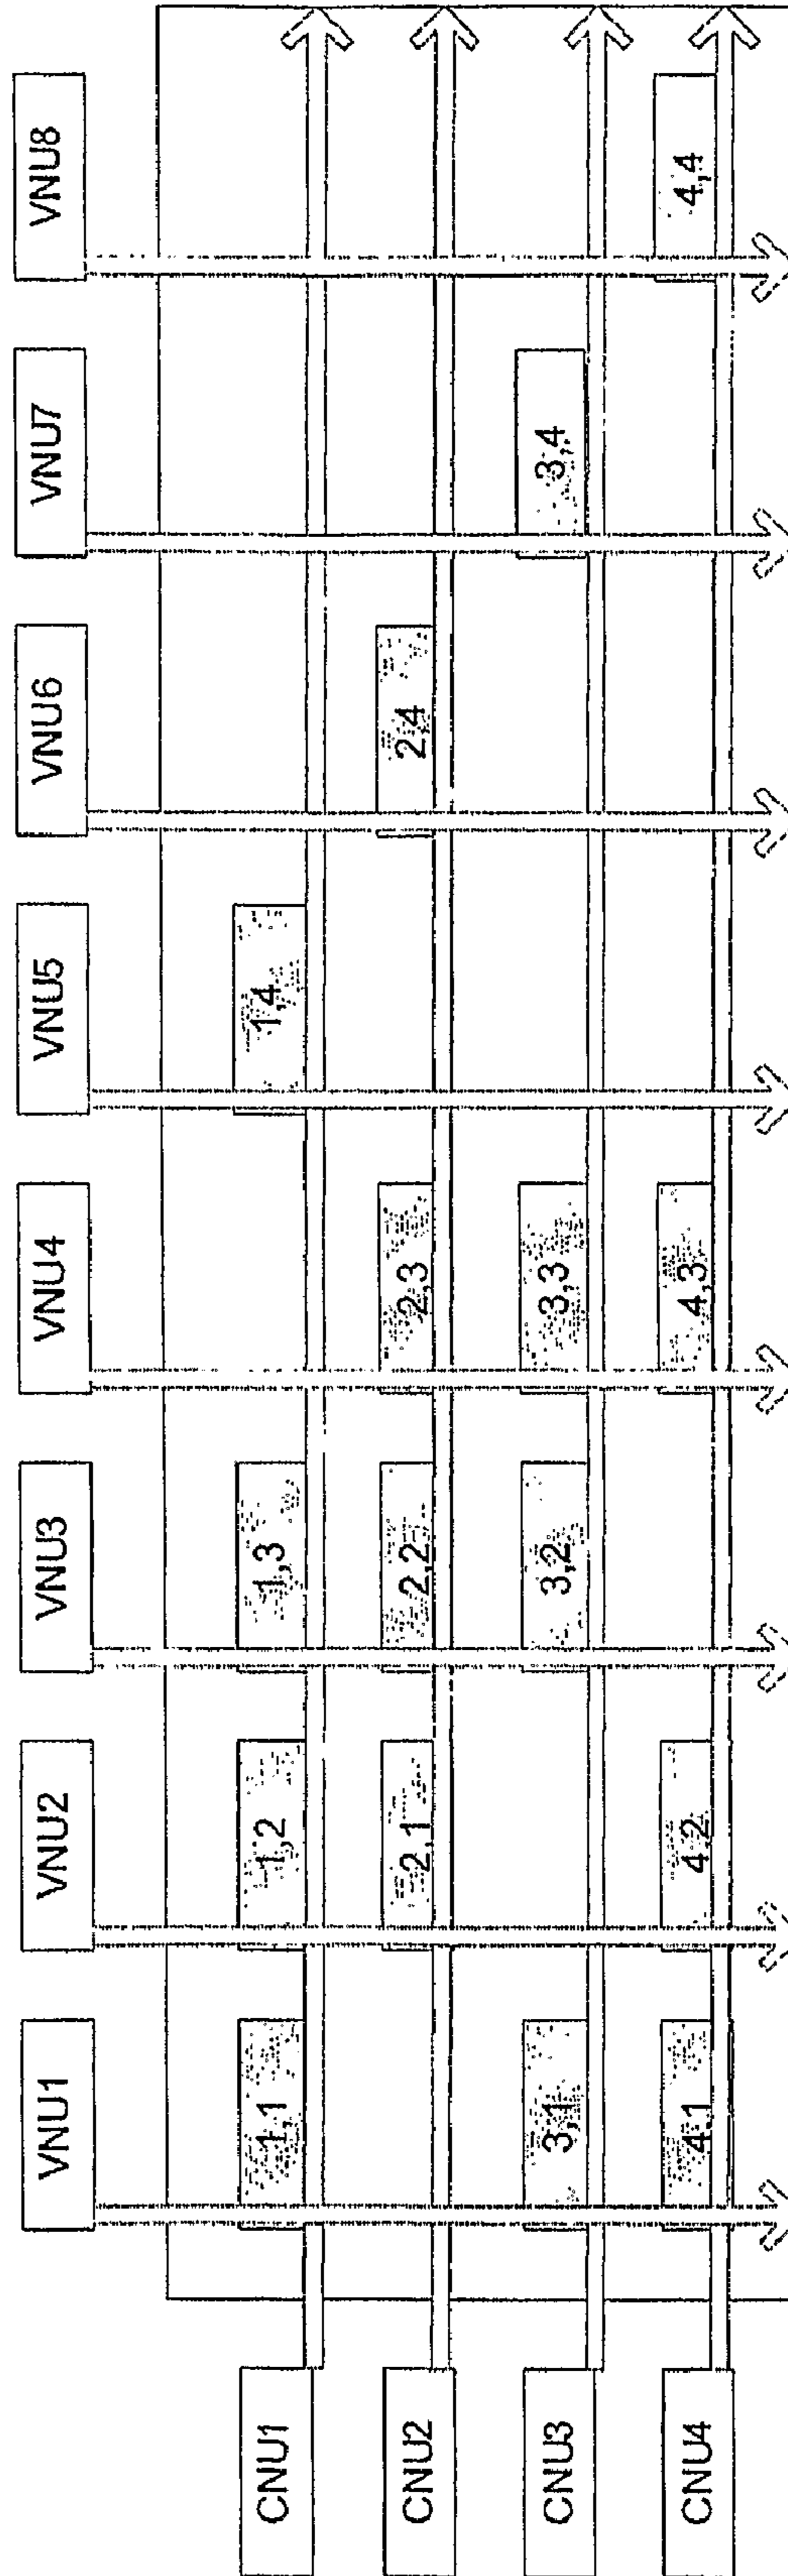 VNU1 VNU2 VNU3 VNU4 VNU5 VNU6 VNU7 VNU8
CNU1 1,1 1,2 1,3 1,4
CNU2 2,1 2,2 2,3 2,4
CNU3 3,1 3,2 3,3 3,4
CNU4 4,1 4,2 4,3 4,4